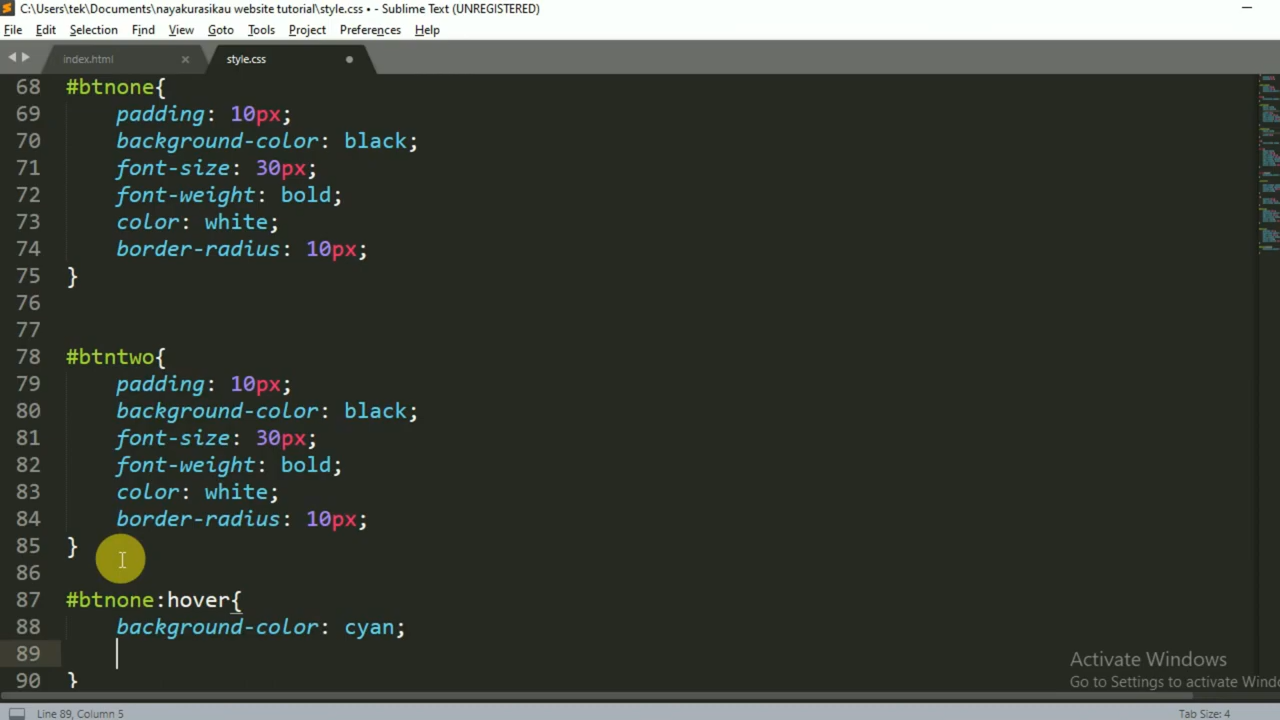 C:\Users\tek\Documents\nayakurasikau website tutorial\style.css • - Sublime Text (UNREGISTERED)
File Edit Selection Find View Goto Tools Project Preferences Help
index.html × style.css
68 #btnone{
69 padding: 10px;
70 background-color: black;
71 font-size: 30px;
72 font-weight: bold;
73 color: white;
74 border-radius: 10px;
75 }
76
77
78 #btntwo{
79 padding: 10px;
80 background-color: black;
81 font-size: 30px;
82 font-weight: bold;
83 color: white;
84 border-radius: 10px;
85 }
86
87 #btnone:hover{
88 background-color: cyan;
89
90 }
Activate Windows
Go to Settings to activate Wind
Line 89, Column 5 Tab Size: 4